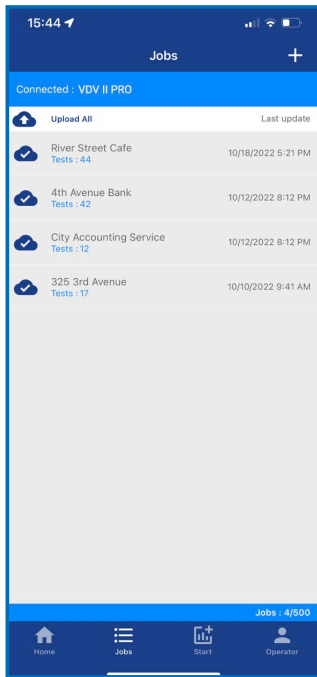 15:44
Jobs
+
Connected : VDV II PRO
Upload All Last update
River Street Cafe
Tests : 44
10/18/2022 5:21 PM
4th Avenue Bank
Tests : 42
10/12/2022 8:12 PM
City Accounting Service
Tests : 12
10/12/2022 8:12 PM
325 3rd Avenue
Tests : 17
10/10/2022 9:41 AM
Jobs : 4/500
Home Jobs Start Operator